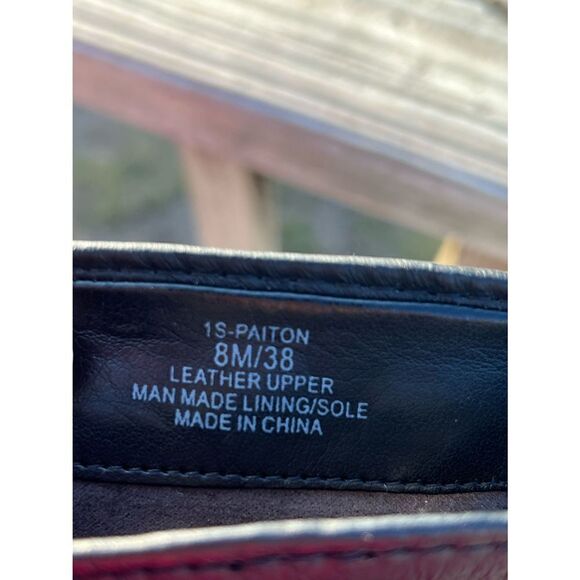 1S-PAITON
8M/38
LEATHER UPPER
MAN MADE LINING/SOLE
MADE IN CHINA